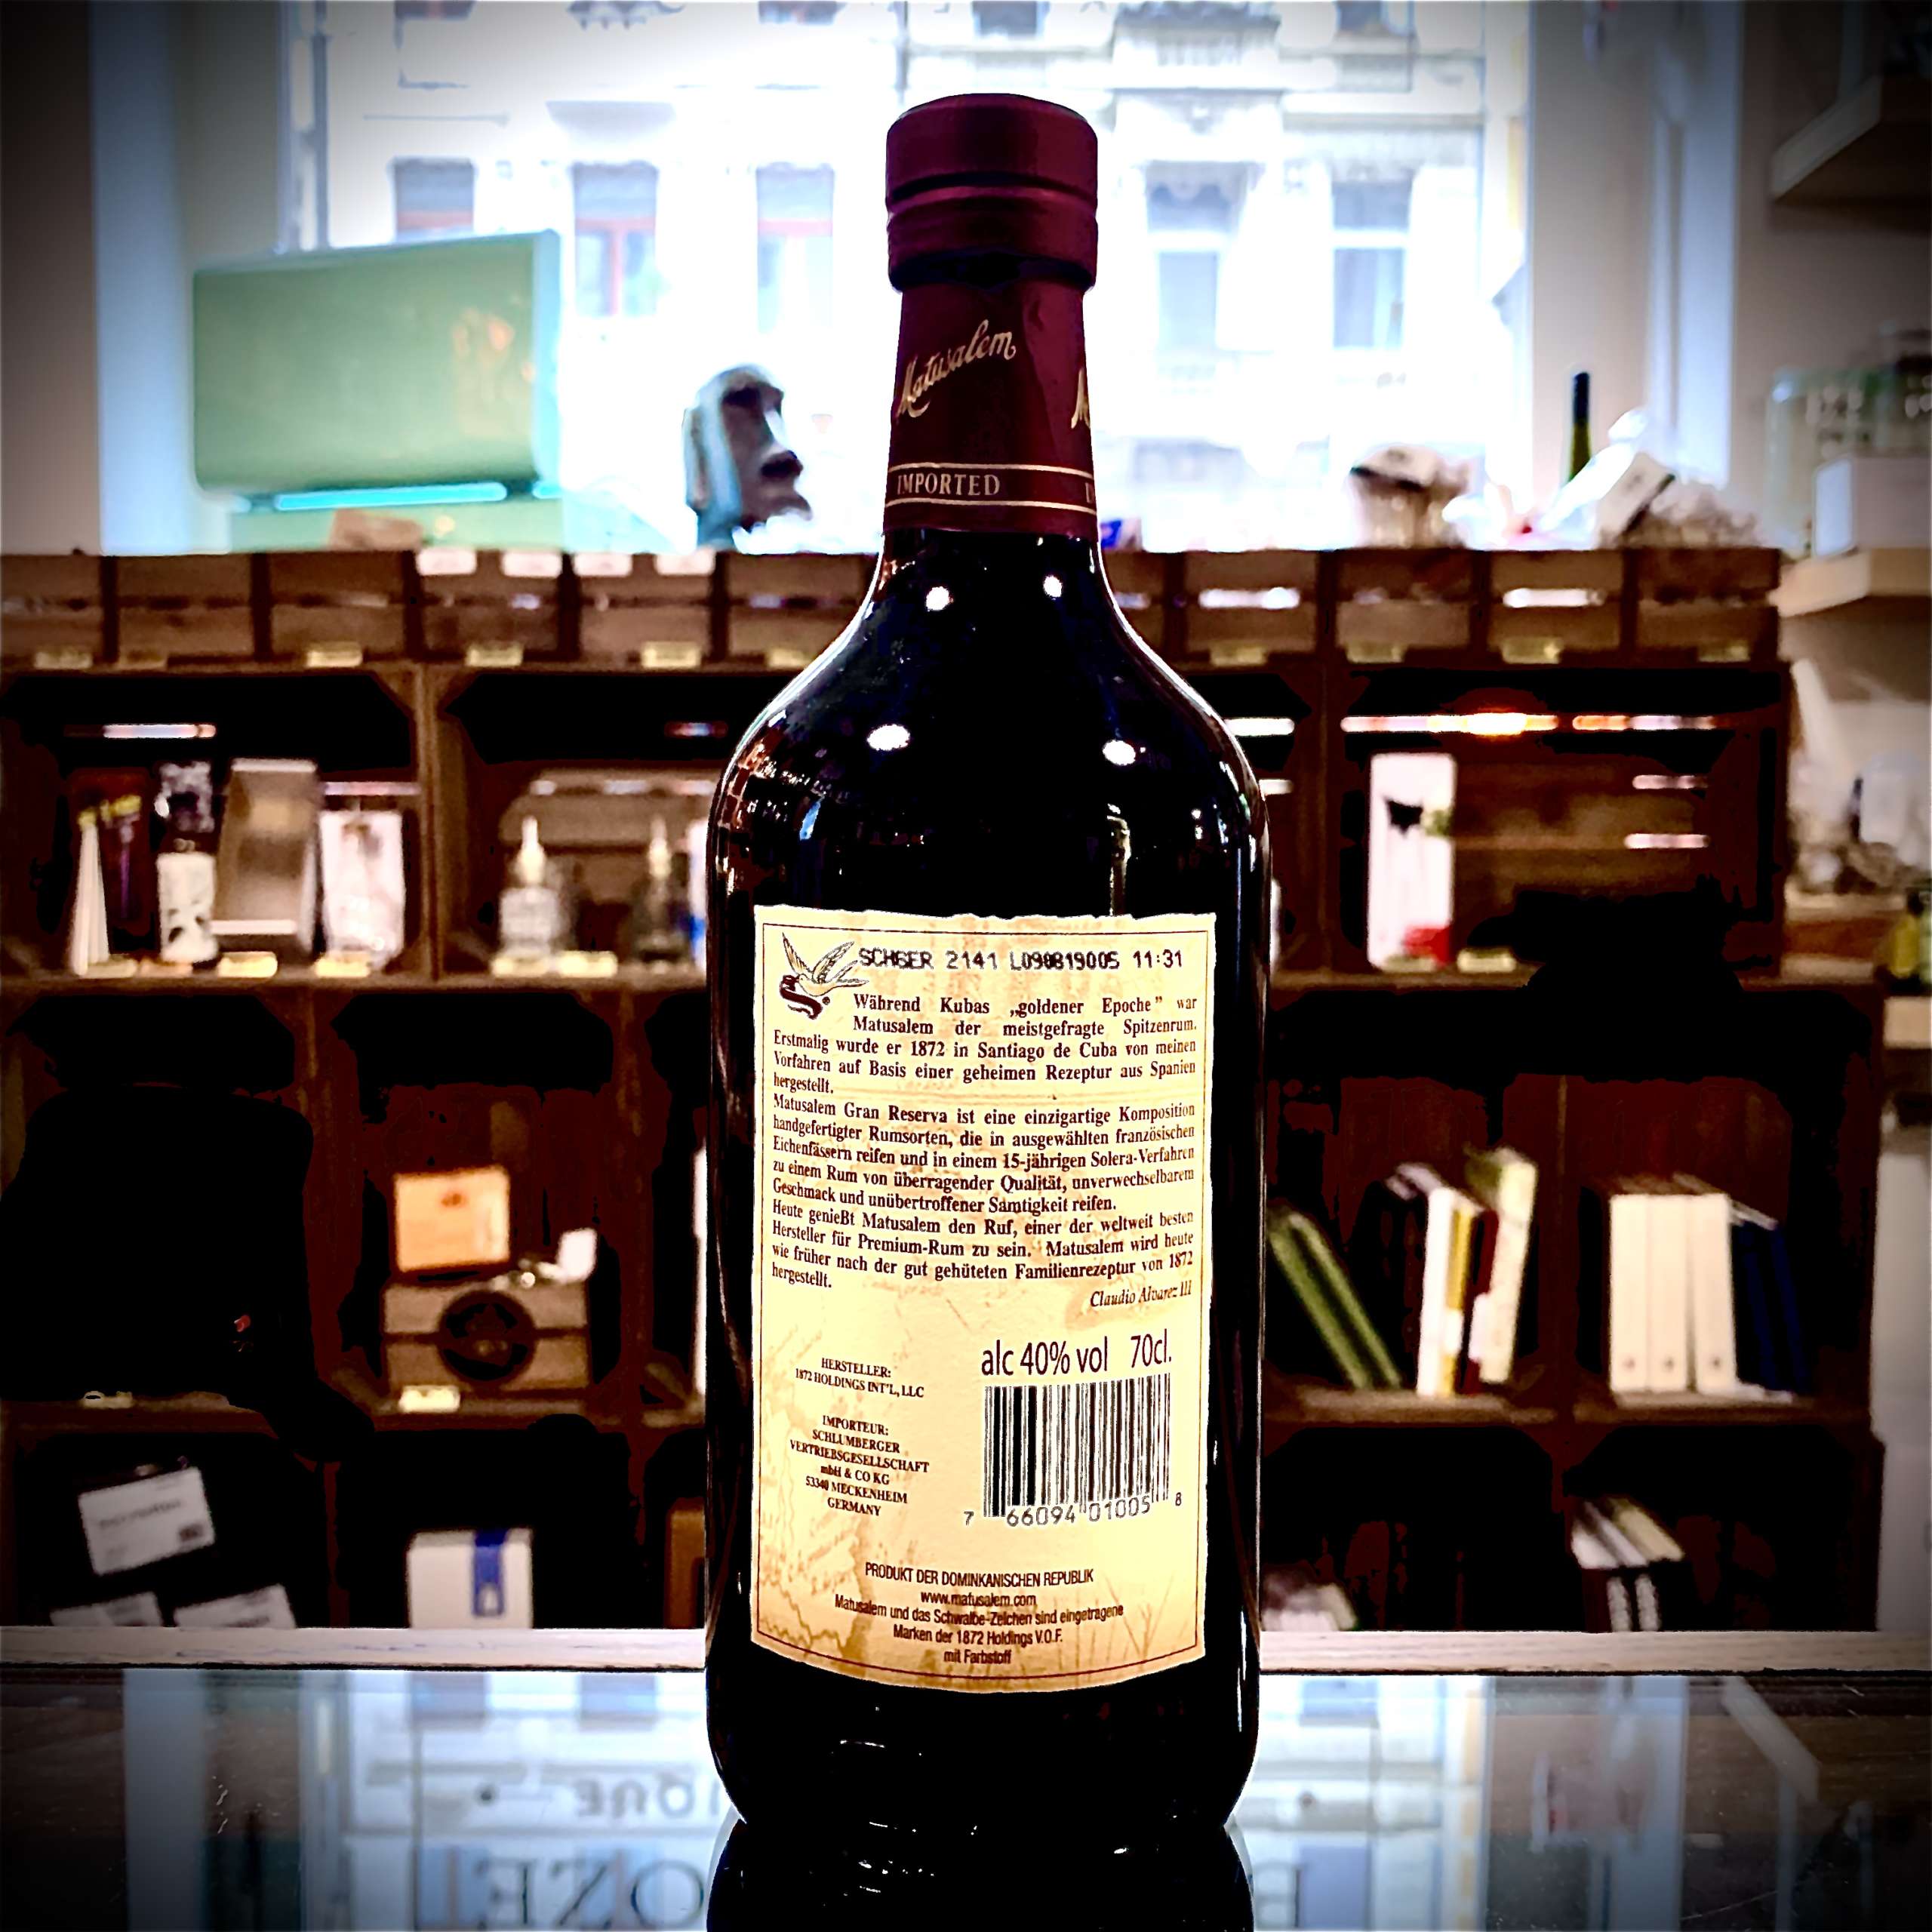 Matusalem
IMPORTED
SCHGER 2141 L090819005 11:31
Während Kubas „goldener Epoche” war
Matusalem der meistgefragte Spitzenrum.
Erstmalig wurde er 1872 in Santiago de Cuba von meinen
Vorfahren auf Basis einer geheimen Rezeptur aus Spanien
hergestellt.
Matusalem Gran Reserva ist eine einzigartige Komposition
handgefertigter Rumsorten, die in ausgewählten französischen
Eichenfässern reifen und in einem 15-jährigen Solera-Verfahren
zu einem Rum von überragender Qualität, unverwechselbarem
Geschmack und unübertroffener Samtigkeit reifen.
Heute genießt Matusalem den Ruf, einer der weltweit besten
Hersteller für Premium-Rum zu sein. Matusalem wird heute
wie früher nach der gut gehüteten Familienrezeptur von 1872
hergestellt.
Claudio Alvarez III
alc 40% vol 70cl.
HERSTELLER:
1872 HOLDINGS INT'L, LLC
IMPORTEUR:
SCHLUMBERGER
VERTRIEBSGESELLSCHAFT
mbH & CO KG
53340 MECKENHEIM
GERMANY
7 66094 01005 8
PRODUKT DER DOMINKANISCHEN REPUBLIK
www.matusalem.com
Matusalem und das Schwalbe-Zeichen sind eingetragene
Marken der 1872 Holdings V.O.F.
mit Farbstoff